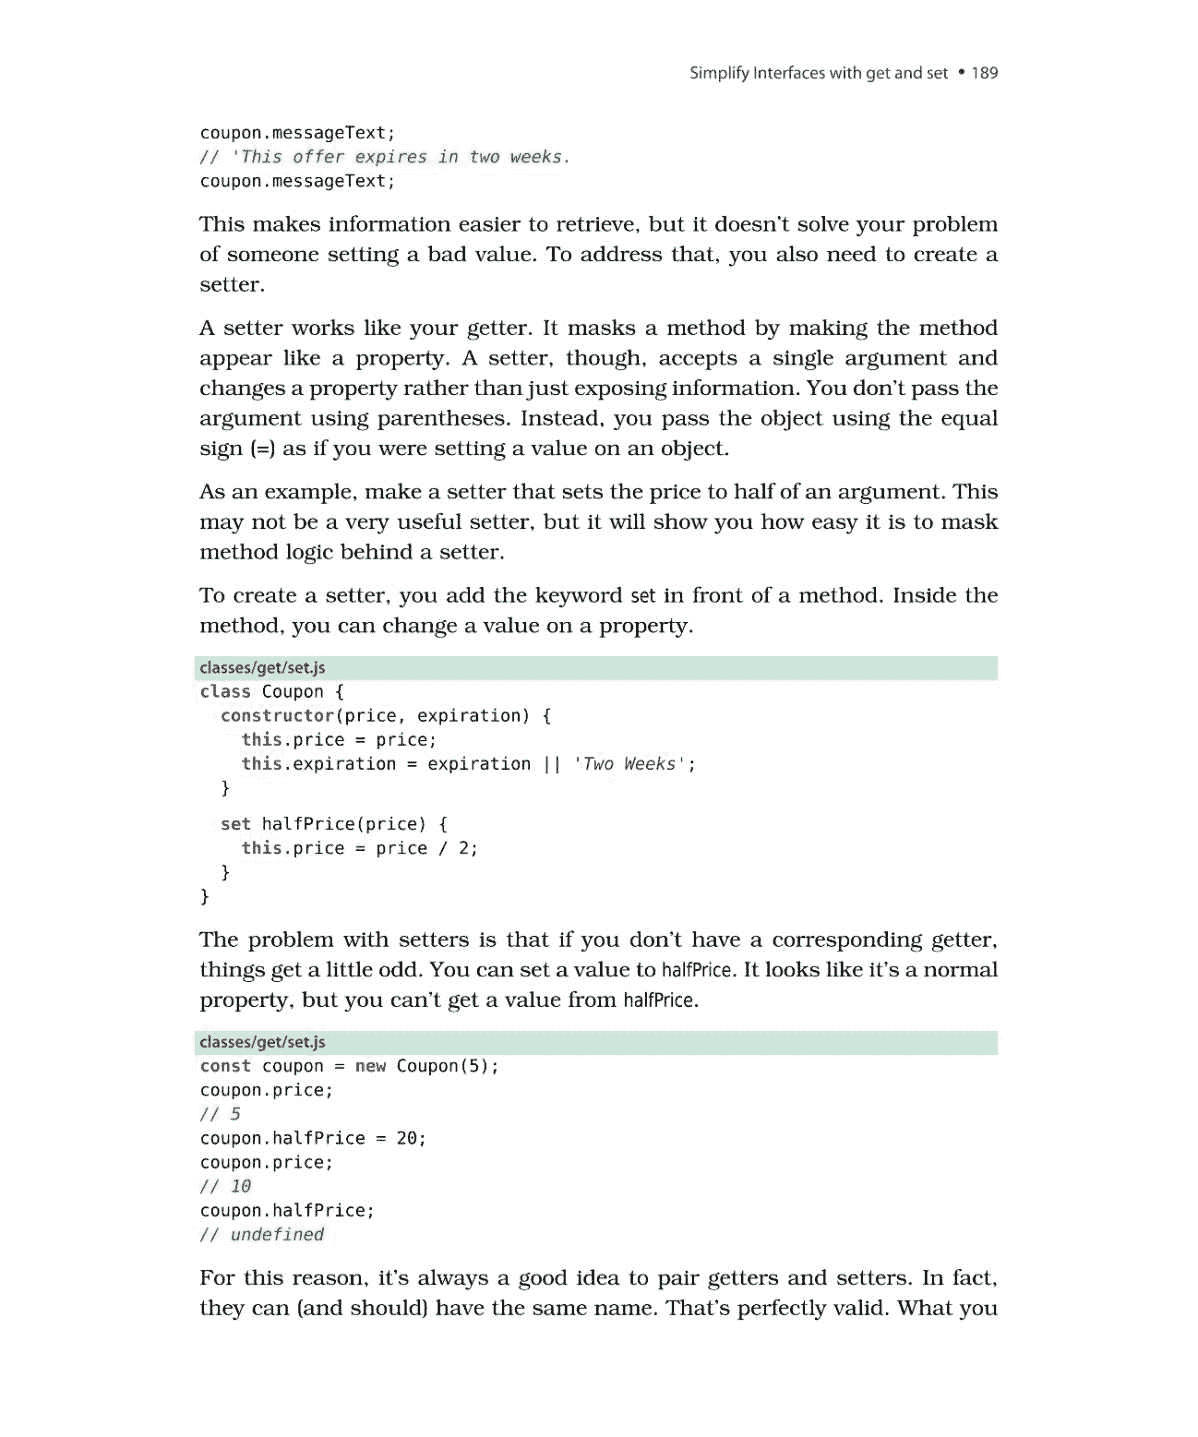 Simplify Interfaces with get and set • 189
coupon.messageText;
// 'This offer expires in two weeks.
coupon.messageText;
This makes information easier to retrieve, but it doesn't solve your problem
of someone setting a bad value. To address that, you also need to create a
setter.
A setter works like your getter. It masks a method by making the method
appear like a property. A setter, though, accepts a single argument and
changes a property rather than just exposing information. You don't pass the
argument using parentheses. Instead, you pass the object using the equal
sign (=) as if you were setting a value on an object.
As an example, make a setter that sets the price to half of an argument. This
may not be a very useful setter, but it will show you how easy it is to mask
method logic behind a setter.
To create a setter, you add the keyword set in front of a method. Inside the
method, you can change a value on a property.
classes/get/set.js
class Coupon {
  constructor(price, expiration) {
    this.price = price;
    this.expiration = expiration || 'Two Weeks';
  }
  set halfPrice(price) {
    this.price = price / 2;
  }
}
The problem with setters is that if you don't have a corresponding getter,
things get a little odd. You can set a value to halfPrice. It looks like it's a normal
property, but you can't get a value from halfPrice.
classes/get/set.js
const coupon = new Coupon(5);
coupon.price;
// 5
coupon.halfPrice = 20;
coupon.price;
// 10
coupon.halfPrice;
// undefined
For this reason, it's always a good idea to pair getters and setters. In fact,
they can (and should) have the same name. That's perfectly valid. What you